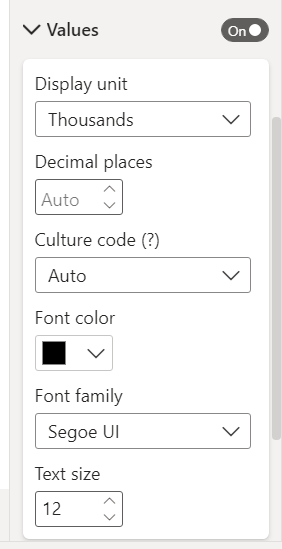 Values On
Display unit
Thousands
Decimal places
Auto
Culture code (?)
Auto
Font color
Font family
Segoe UI
Text size
12